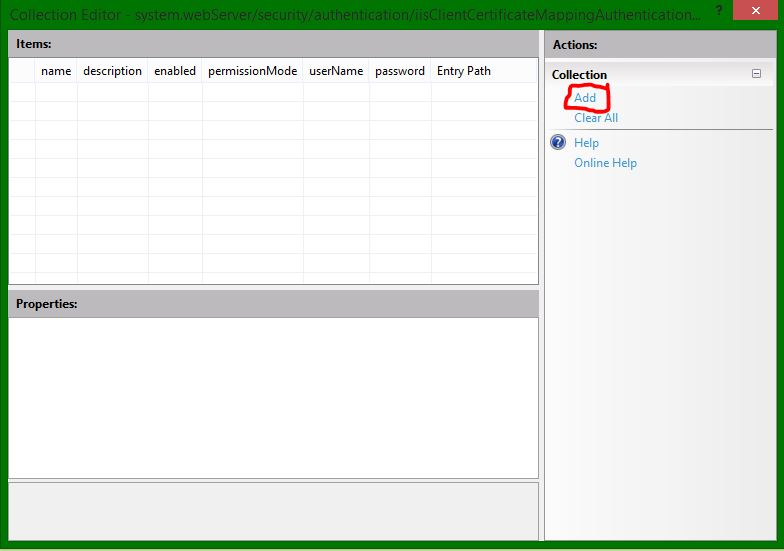 Collection Editor - system.webServer/security/authentication/iisClientCertificateMappingAuthentication...
?
Items:
name description enabled permissionMode userName password Entry Path
Properties:
Actions:
Collection
Add
Clear All
Help
Online Help